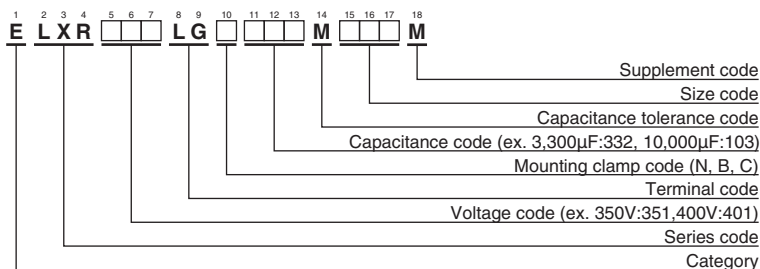 1 2 3 4 5 6 7 8 9 10 11 12 13 14 15 16 17 18
E L X R L G M M
Supplement code
Size code
Capacitance tolerance code
Capacitance code (ex. 3,300μF:332, 10,000μF:103)
Mounting clamp code (N, B, C)
Terminal code
Voltage code (ex. 350V:351,400V:401)
Series code
Category